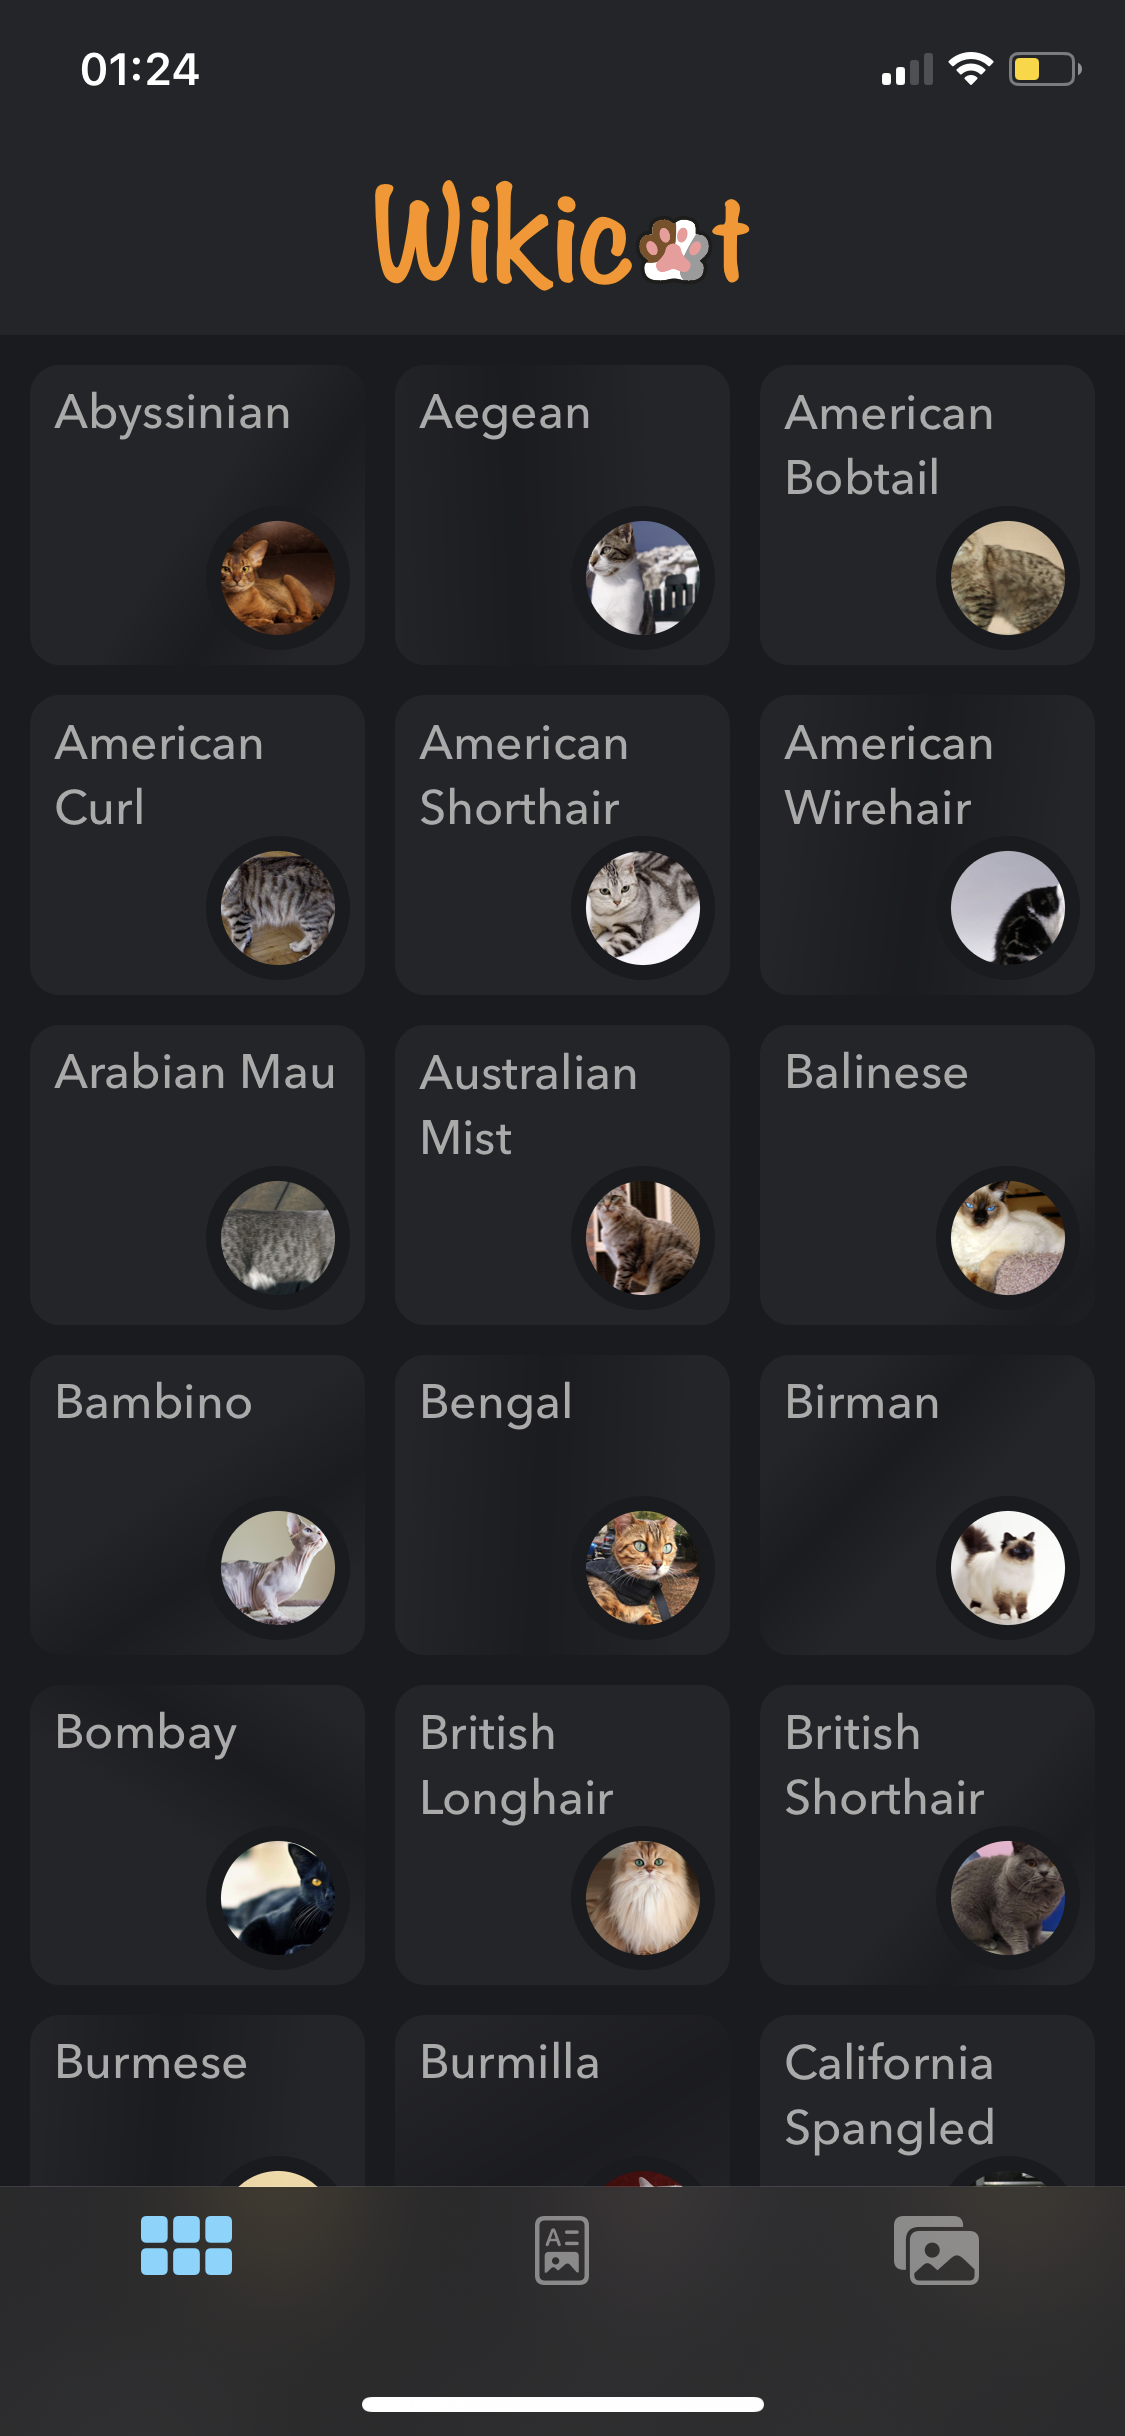 01:24
Wikicat
Abyssinian
Aegean
American
Bobtail
American
Curl
American
Shorthair
American
Wirehair
Arabian Mau
Australian
Mist
Balinese
Bambino
Bengal
Birman
Bombay
British
Longhair
British
Shorthair
Burmese
Burmilla
California
Spangled
A